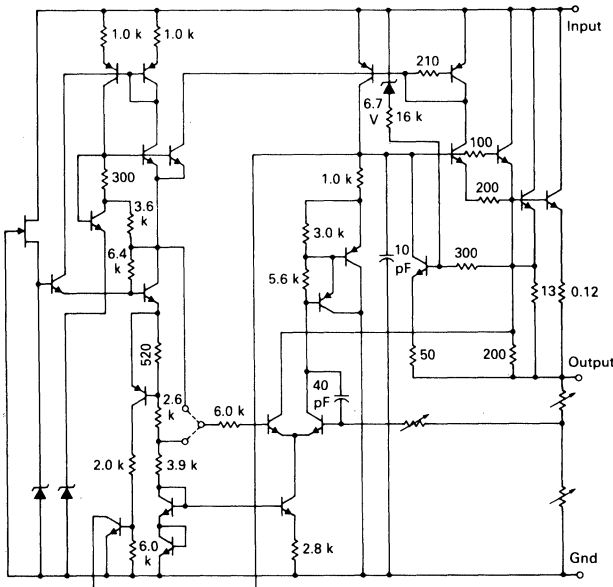 1.0 k
1.0 k
Input
210
6.7
V
16 k
100
300
1.0 k
200
3.6
k
3.0 k
10
pF
300
6.4
k
5.6 k
13
0.12
520
50
200
Output
2.6
k
40
pF
6.0 k
2.0 k
3.9 k
6.0
k
2.8 k
Gnd